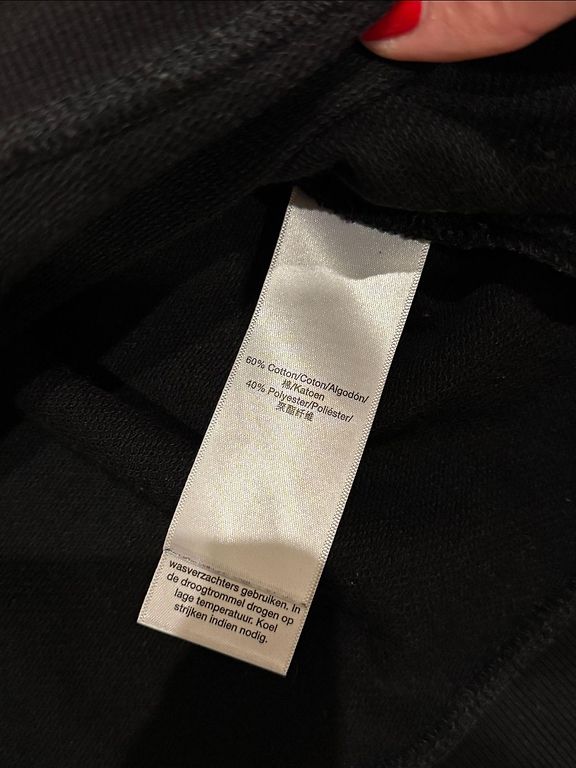 60% Cotton/Coton/Algodón/
棉/Katoen
40% Polyester/Poliéster/
聚酯纤维
wasverzachters gebruiken. In
de droogtrommel drogen op
lage temperatuur. Koel
strijken indien nodig.